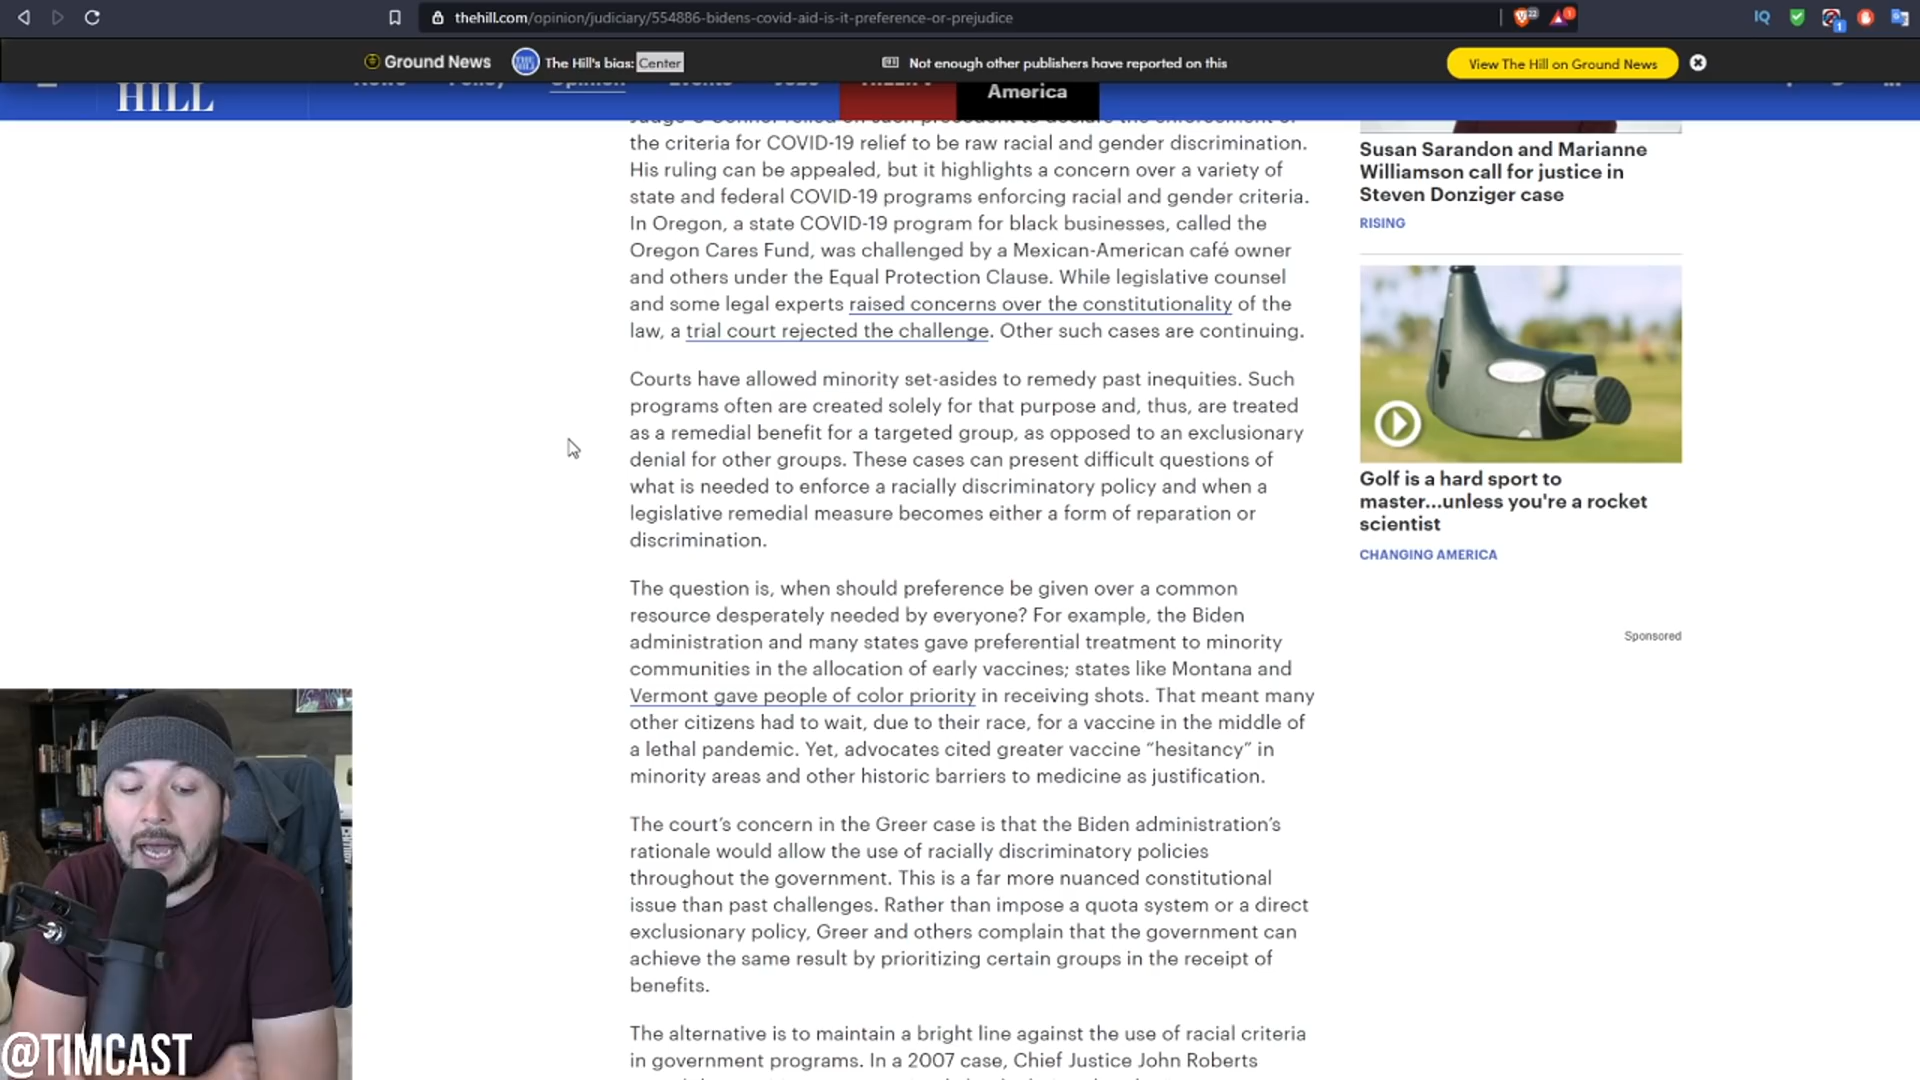 thehill.com/opinion/judiciary/554886-bidens-covid-aid-is-it-preference-or-prejudice
Ground News
The Hill's bias: Center
Not enough other publishers have reported on this
View The Hill on Ground News
HILL
News Policy Opinion Events Jobs
America
Judge O'Connor relied on such precedent to declare the enforcement of
the criteria for COVID-19 relief to be raw racial and gender discrimination.
His ruling can be appealed, but it highlights a concern over a variety of
state and federal COVID-19 programs enforcing racial and gender criteria.
In Oregon, a state COVID-19 program for black businesses, called the
Oregon Cares Fund, was challenged by a Mexican-American café owner
and others under the Equal Protection Clause. While legislative counsel
and some legal experts raised concerns over the constitutionality of the
law, a trial court rejected the challenge. Other such cases are continuing.
Courts have allowed minority set-asides to remedy past inequities. Such
programs often are created solely for that purpose and, thus, are treated
as a remedial benefit for a targeted group, as opposed to an exclusionary
denial for other groups. These cases can present difficult questions of
what is needed to enforce a racially discriminatory policy and when a
legislative remedial measure becomes either a form of reparation or
discrimination.
The question is, when should preference be given over a common
resource desperately needed by everyone? For example, the Biden
administration and many states gave preferential treatment to minority
communities in the allocation of early vaccines; states like Montana and
Vermont gave people of color priority in receiving shots. That meant many
other citizens had to wait, due to their race, for a vaccine in the middle of
a lethal pandemic. Yet, advocates cited greater vaccine “hesitancy” in
minority areas and other historic barriers to medicine as justification.
The court’s concern in the Greer case is that the Biden administration’s
rationale would allow the use of racially discriminatory policies
throughout the government. This is a far more nuanced constitutional
issue than past challenges. Rather than impose a quota system or a direct
exclusionary policy, Greer and others complain that the government can
achieve the same result by prioritizing certain groups in the receipt of
benefits.
The alternative is to maintain a bright line against the use of racial criteria
in government programs. In a 2007 case, Chief Justice John Roberts
Susan Sarandon and Marianne
Williamson call for justice in
Steven Donziger case
RISING
Golf is a hard sport to
master...unless you're a rocket
scientist
CHANGING AMERICA
Sponsored
@TIMCAST